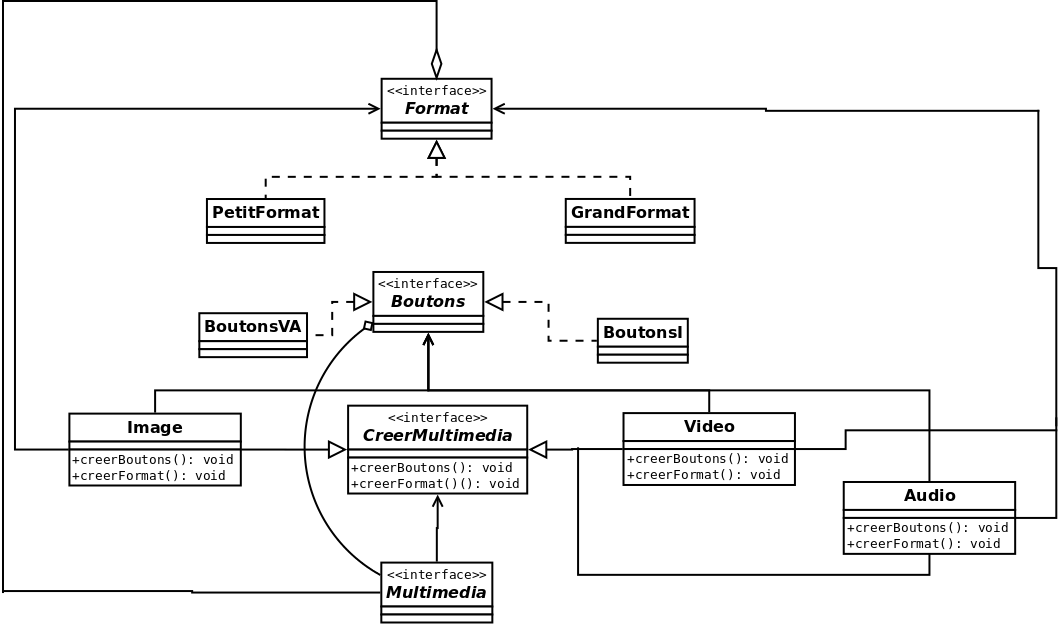 <<interface>>
Format
PetitFormat
GrandFormat
<<interface>>
Boutons
BoutonsVA
BoutonsI
Image
+creerBoutons(): void
+creerFormat(): void
<<interface>>
CreerMultimedia
+creerBoutons(): void
+creerFormat()(): void
Video
+creerBoutons(): void
+creerFormat(): void
Audio
+creerBoutons(): void
+creerFormat(): void
<<interface>>
Multimedia